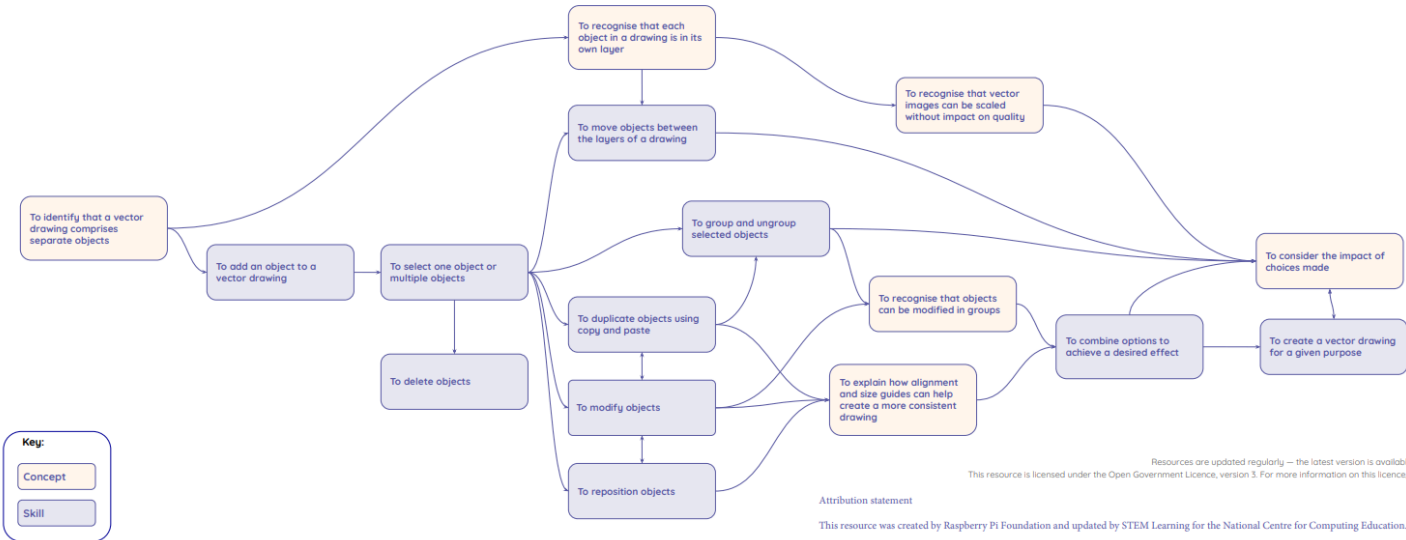 To recognise that each
object in a drawing is in its
own layer
To recognise that vector
images can be scaled
without impact on quality
To move objects between
the layers of a drawing
To identify that a vector
drawing comprises
separate objects
To group and ungroup
selected objects
To add an object to a
vector drawing
To select one object or
multiple objects
To consider the impact of
choices made
To recognise that objects
can be modified in groups
To duplicate objects using
copy and paste
To combine options to
achieve a desired effect
To create a vector drawing
for a given purpose
To delete objects
To explain how alignment
and size guides can help
create a more consistent
drawing
To modify objects
To reposition objects
Key:
Concept
Skill
Resources are updated regularly — the latest version is availabl
This resource is licensed under the Open Government Licence, version 3. For more information on this licence,
Attribution statement
This resource was created by Raspberry Pi Foundation and updated by STEM Learning for the National Centre for Computing Education.